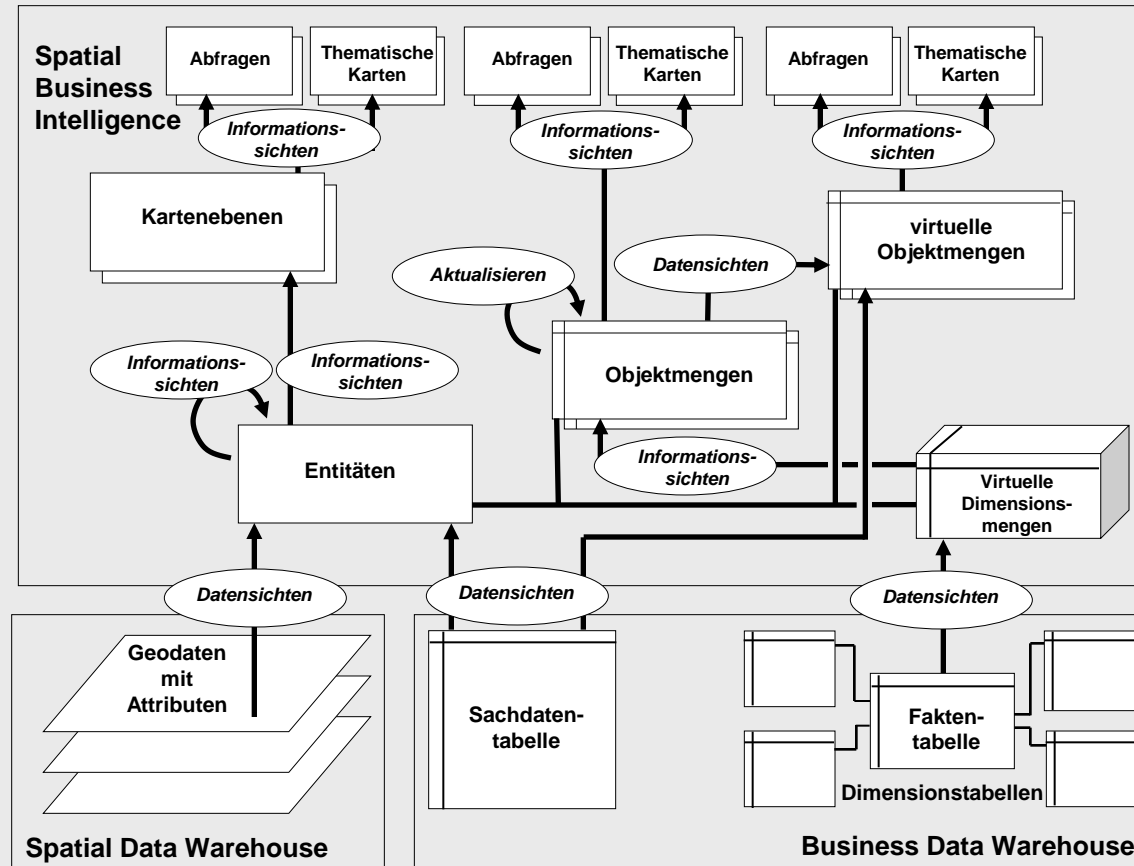 Spatial
Business
Intelligence
Abfragen
Thematische
Karten
Abfragen
Thematische
Karten
Abfragen
Thematische
Karten
Informations-
sichten
Informations-
sichten
Informations-
sichten
Kartenebenen
virtuelle
Objektmengen
Aktualisieren
Datensichten
Informations-
sichten
Informations-
sichten
Objektmengen
Entitäten
Informations-
sichten
Virtuelle
Dimensions-
mengen
Datensichten
Datensichten
Datensichten
Geodaten
mit
Attributen
Sachdaten-
tabelle
Fakten-
tabelle
Dimensionstabellen
Spatial Data Warehouse
Business Data Warehouse